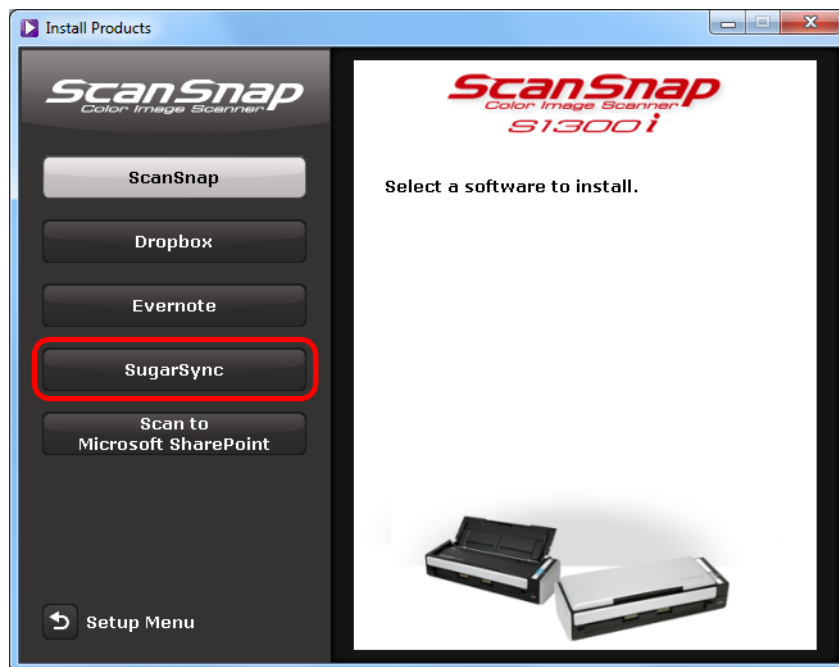 Install Products
ScanSnap
Color Image Scanner
ScanSnap
Dropbox
Evernote
SugarSync
Scan to
Microsoft SharePoint
Setup Menu
ScanSnap
Color Image Scanner
S1300i
Select a software to install.